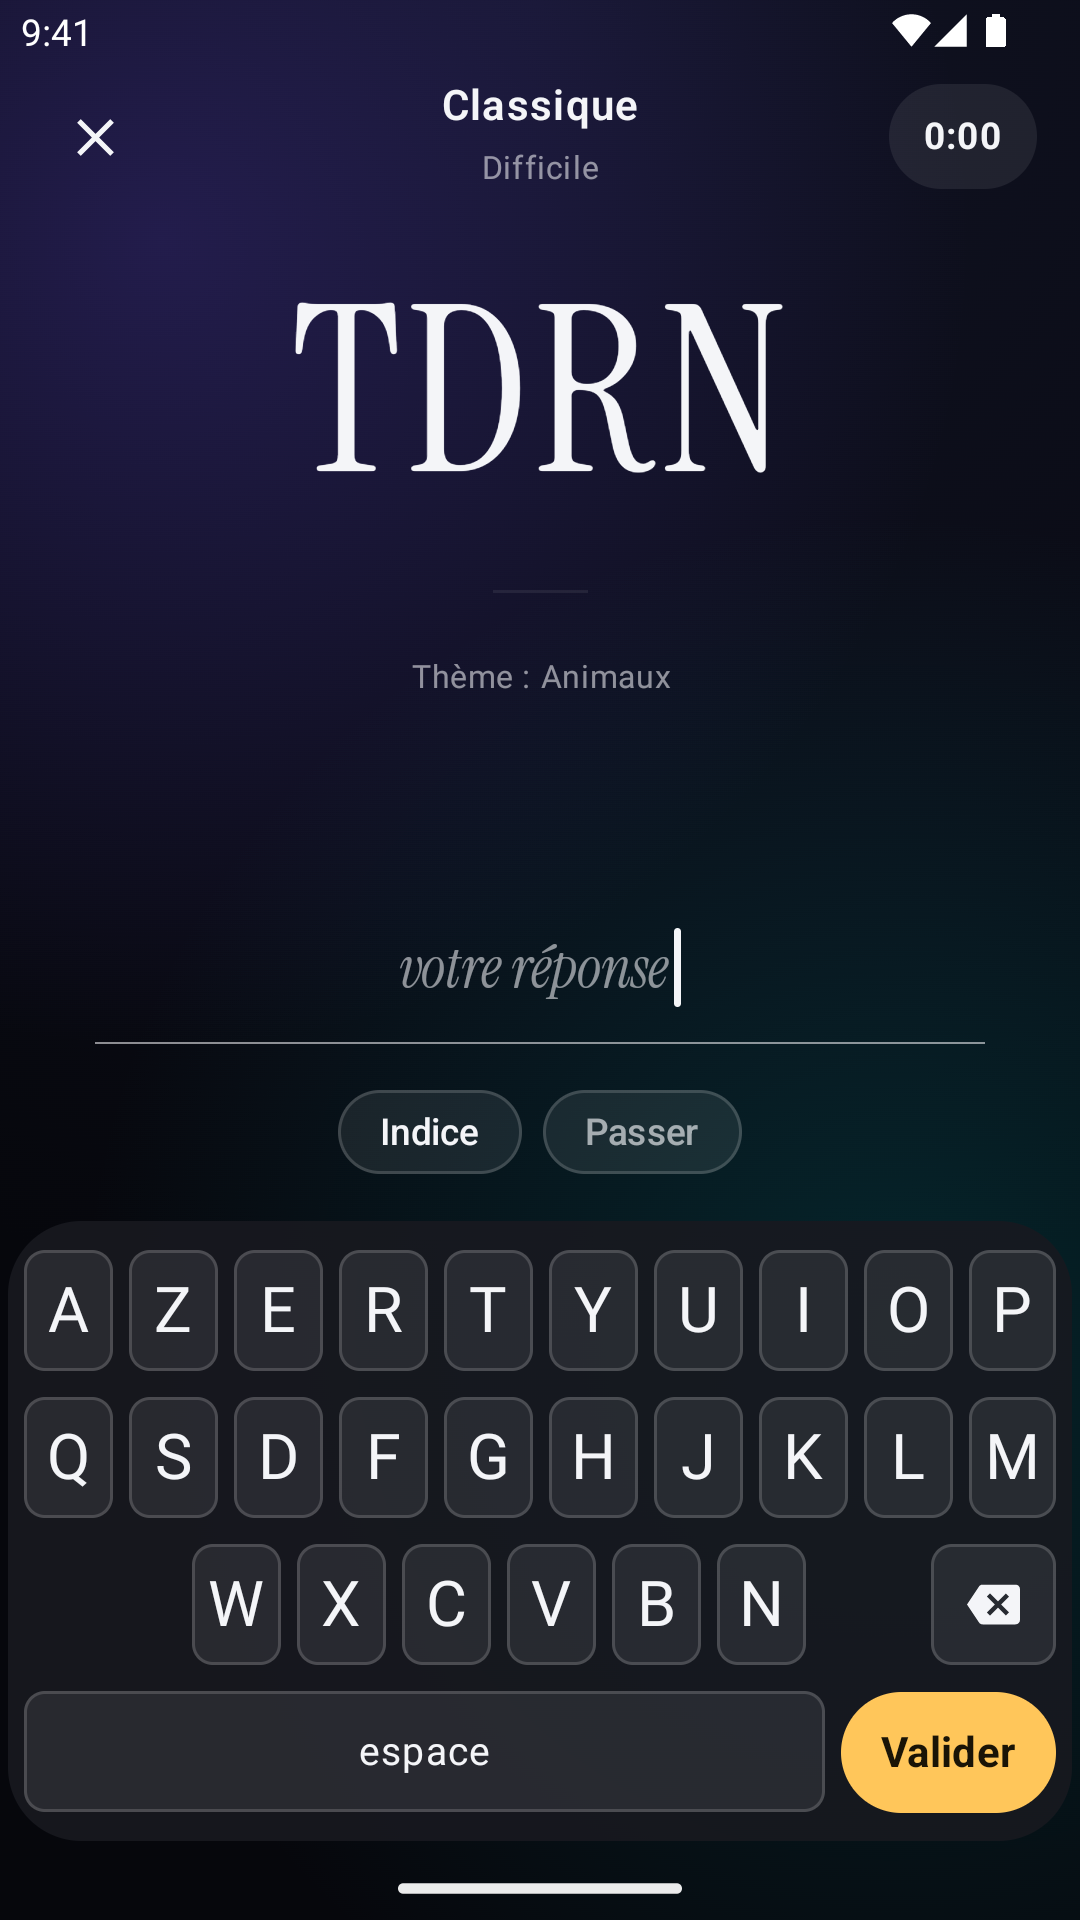 9:41
Classique
Difficile
0:00
TDRN
Thème : Animaux
votre réponse
Indice Passer
A Z E R T Y U I O P
Q S D F G H J K L M
W X C V B N
espace Valider